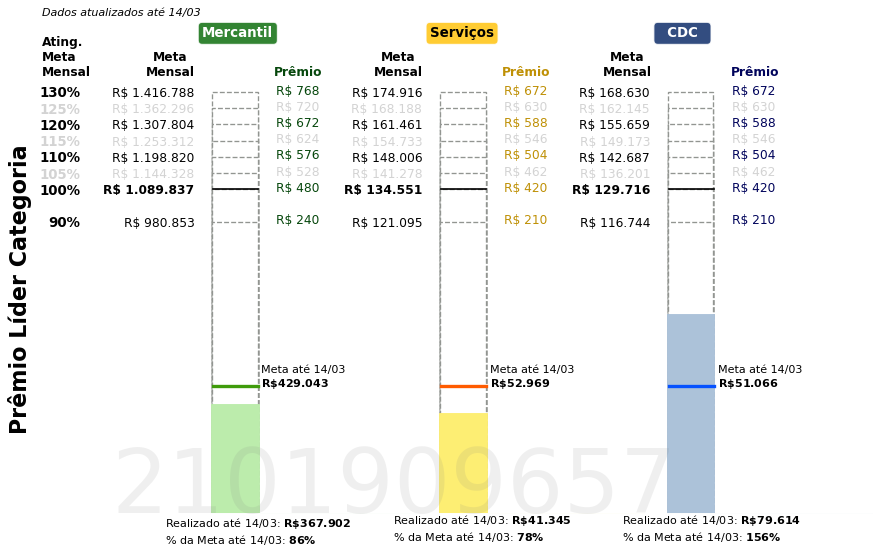 Dados atualizados até 14/03
Mercantil Serviços CDC
Ating.
Meta Meta Meta Meta
Mensal Mensal Prêmio Mensal Prêmio Mensal Prêmio
130% R$ 1.416.788 R$ 768 R$ 174.916 R$ 672 R$ 168.630 R$ 672
125% R$ 1.362.296 R$ 720 R$ 168.188 R$ 630 R$ 162.145 R$ 630
120% R$ 1.307.804 R$ 672 R$ 161.461 R$ 588 R$ 155.659 R$ 588
115% R$ 1.253.312 R$ 624 R$ 154.733 R$ 546 R$ 149.173 R$ 546
110% R$ 1.198.820 R$ 576 R$ 148.006 R$ 504 R$ 142.687 R$ 504
105% R$ 1.144.328 R$ 528 R$ 141.278 R$ 462 R$ 136.201 R$ 462
100% R$ 1.089.837 R$ 480 R$ 134.551 R$ 420 R$ 129.716 R$ 420
90% R$ 980.853 R$ 240 R$ 121.095 R$ 210 R$ 116.744 R$ 210
Prêmio Líder Categoria
Meta até 14/03 Meta até 14/03 Meta até 14/03
R$429.043 R$52.969 R$51.066
2101909657
Realizado até 14/03: R$367.902 Realizado até 14/03: R$41.345 Realizado até 14/03: R$79.614
% da Meta até 14/03: 86% % da Meta até 14/03: 78% % da Meta até 14/03: 156%